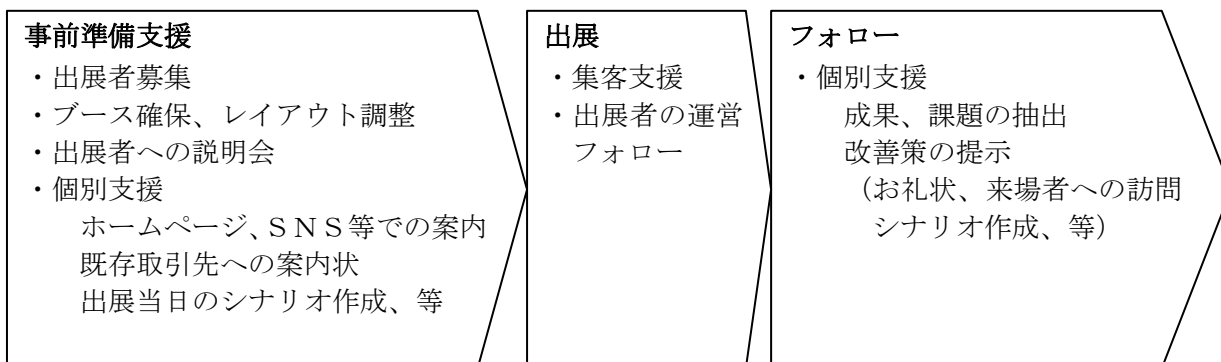 事前準備支援
・出展者募集
・ブース確保、レイアウト調整
・出展者への説明会
・個別支援
ホームページ、ＳＮＳ等での案内
既存取引先への案内状
出展当日のシナリオ作成、等
出展
・集客支援
・出展者の運営
フォロー
フォロー
・個別支援
成果、課題の抽出
改善策の提示
（お礼状、来場者への訪問
シナリオ作成、等）